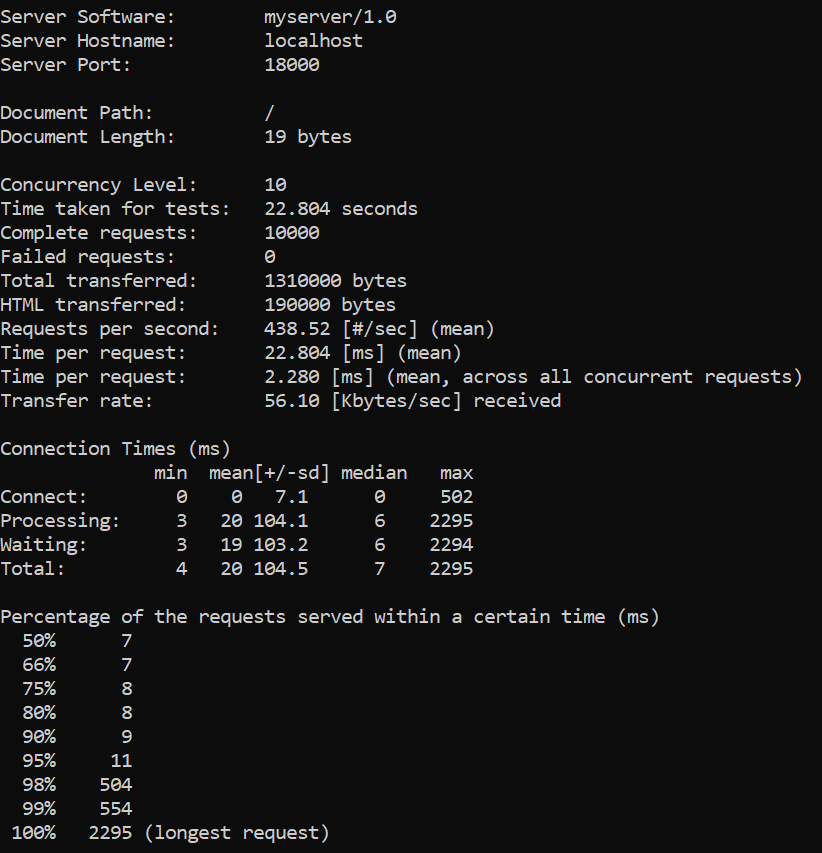 Server Software:        myserver/1.0
Server Hostname:        localhost
Server Port:            18000

Document Path:          /
Document Length:        19 bytes

Concurrency Level:      10
Time taken for tests:   22.804 seconds
Complete requests:      10000
Failed requests:        0
Total transferred:      1310000 bytes
HTML transferred:       190000 bytes
Requests per second:    438.52 [#/sec] (mean)
Time per request:       22.804 [ms] (mean)
Time per request:       2.280 [ms] (mean, across all concurrent requests)
Transfer rate:          56.10 [Kbytes/sec] received

Connection Times (ms)
              min  mean[+/-sd] median   max
Connect:        0    0   7.1      0     502
Processing:     3   20 104.1      6    2295
Waiting:        3   19 103.2      6    2294
Total:          4   20 104.5      7    2295

Percentage of the requests served within a certain time (ms)
  50%      7
  66%      7
  75%      8
  80%      8
  90%      9
  95%     11
  98%    504
  99%    554
 100%   2295 (longest request)